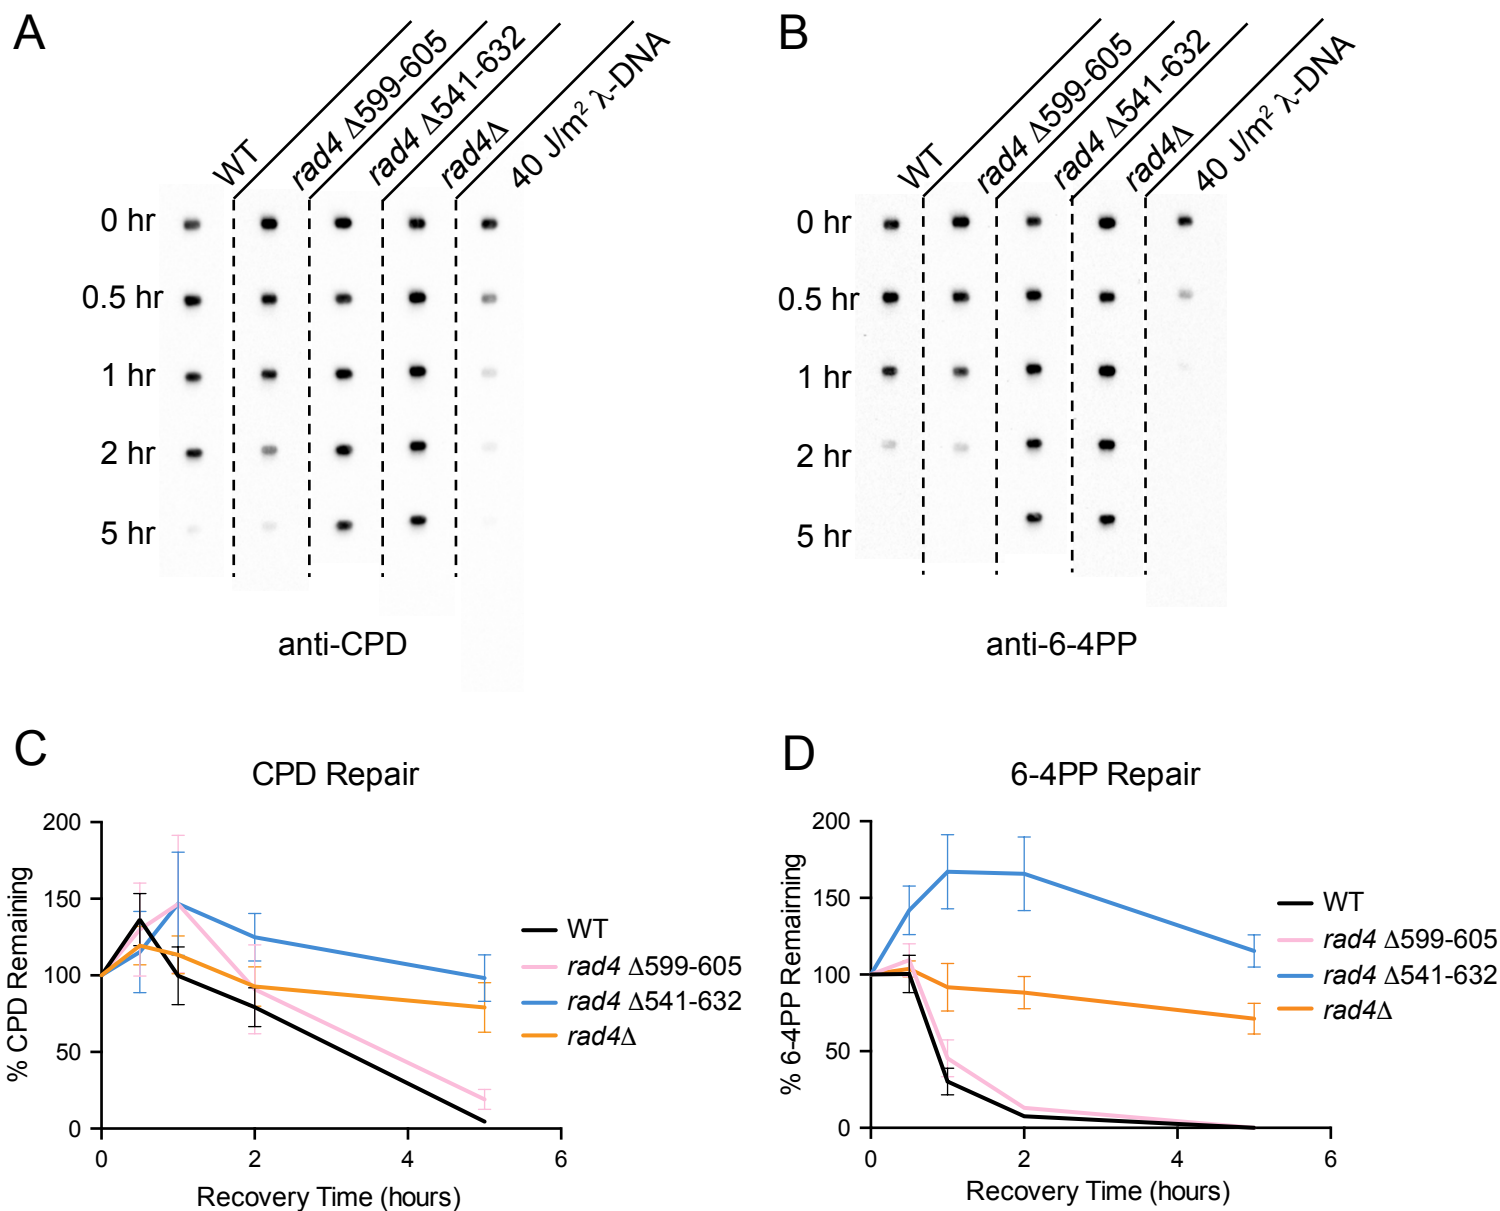 A
WT
rad4 Δ599-605
rad4 Δ541-632
rad4Δ
40 J/m² λ-DNA
0 hr
0.5 hr
1 hr
2 hr
5 hr
anti-CPD
B
WT
rad4 Δ599-605
rad4 Δ541-632
rad4Δ
40 J/m² λ-DNA
0 hr
0.5 hr
1 hr
2 hr
5 hr
anti-6-4PP
C
CPD Repair
% CPD Remaining
200
150
100
50
0
0 2 4 6
Recovery Time (hours)
WT
rad4 Δ599-605
rad4 Δ541-632
rad4Δ
D
6-4PP Repair
% 6-4PP Remairning
200
150
100
50
0
0 2 4 6
Recovery Time (hours)
WT
rad4 Δ599-605
rad4 Δ541-632
rad4Δ